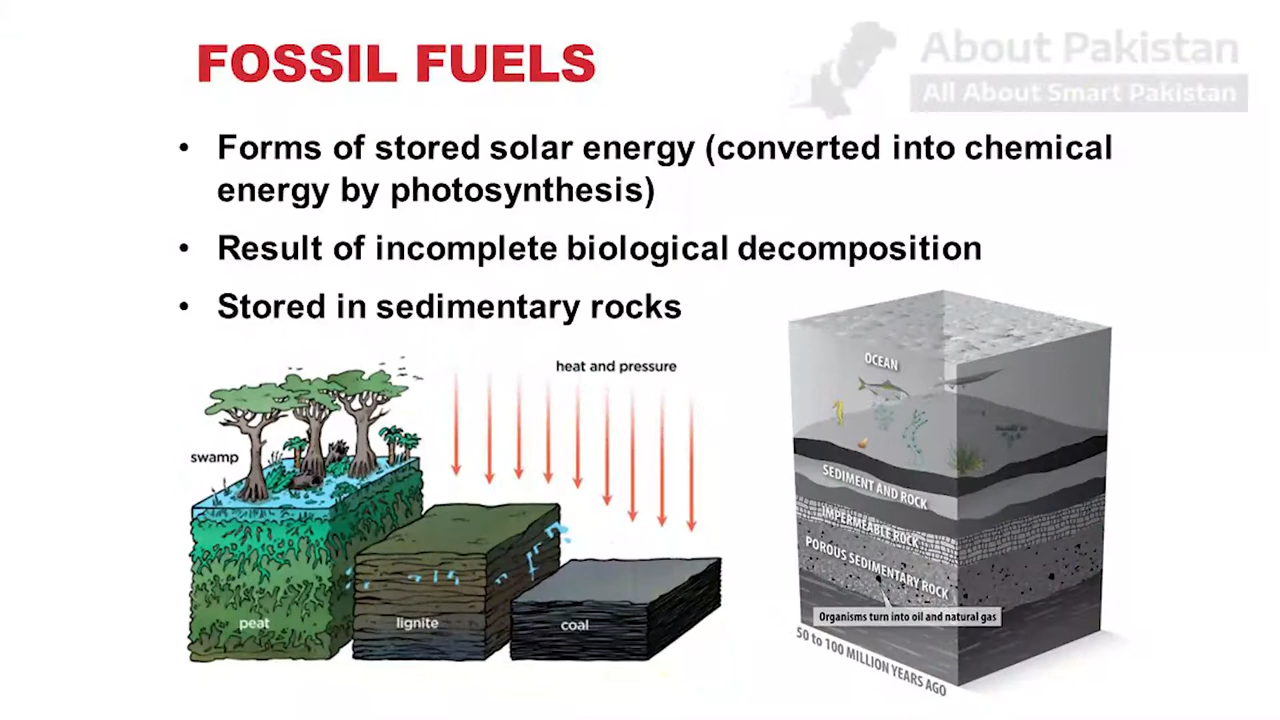 About Pakistan
All About Smart Pakistan
FOSSIL FUELS
• Forms of stored solar energy (converted into chemical
energy by photosynthesis)
• Result of incomplete biological decomposition
• Stored in sedimentary rocks
heat and pressure
swamp
peat
lignite
coal
OCEAN
SEDIMENT AND ROCK
IMPERMEABLE ROCK
POROUS SEDIMENTARY ROCK
Organisms turn into oil and natural gas
50 to 100 MILLION YEARS AGO